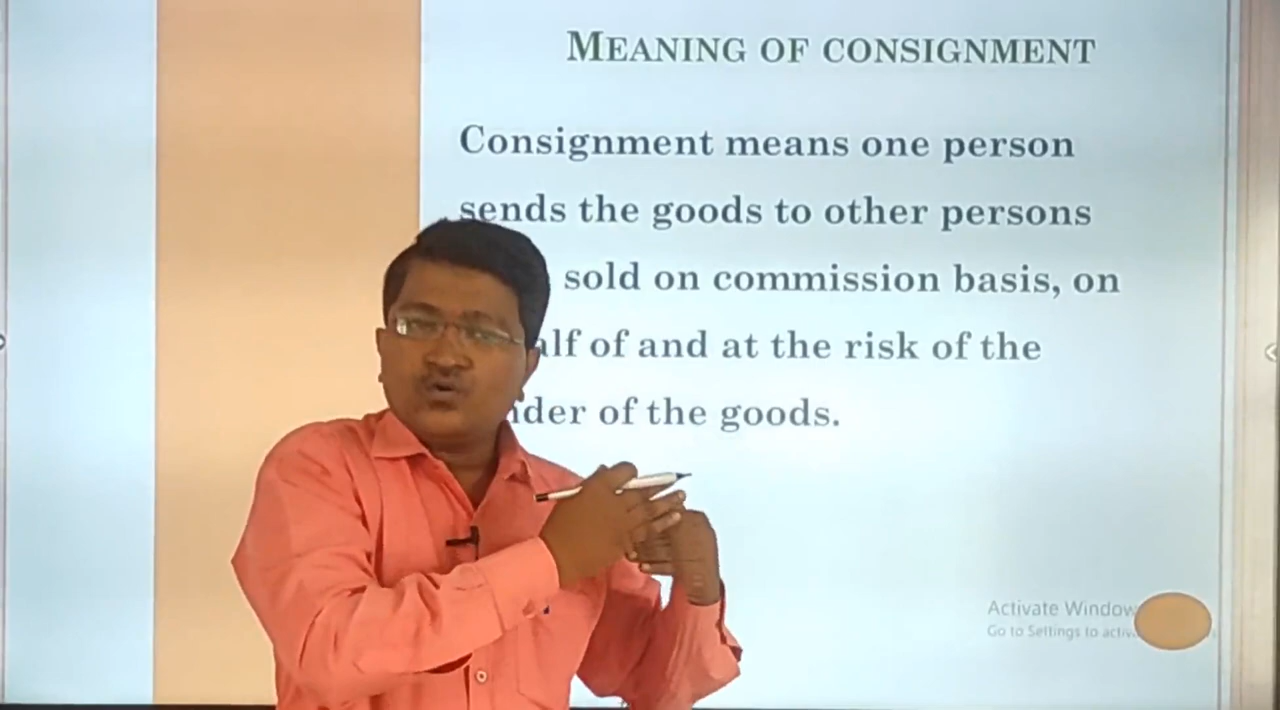 MEANING OF CONSIGNMENT
Consignment means one person
sends the goods to other persons
sold on commission basis, on
alf of and at the risk of the
der of the goods.
Activate Window
Go to Settings to activ